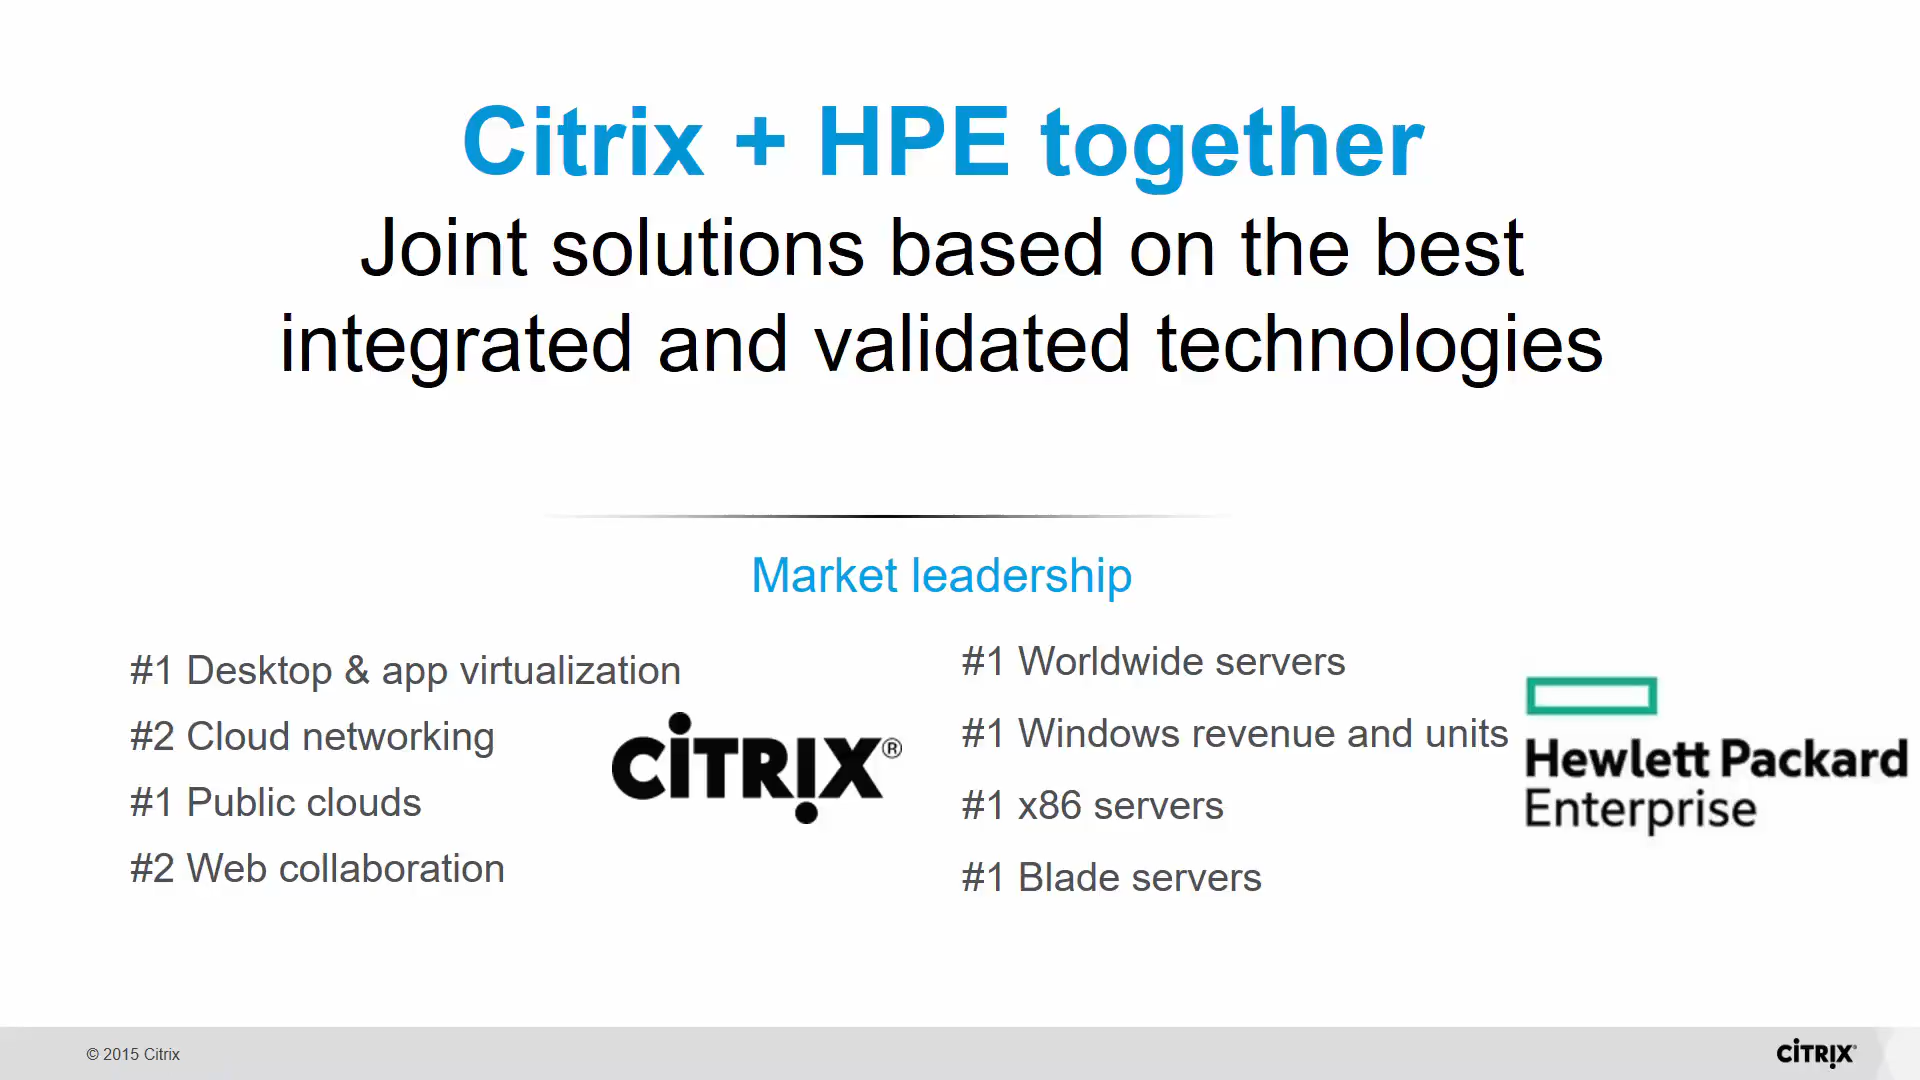 Citrix + HPE together
Joint solutions based on the best
integrated and validated technologies
Market leadership
#1 Desktop & app virtualization
#2 Cloud networking
#1 Public clouds
#2 Web collaboration
CITRIX®
#1 Worldwide servers
#1 Windows revenue and units
#1 x86 servers
#1 Blade servers
Hewlett Packard
Enterprise
© 2015 Citrix
CITRIX®